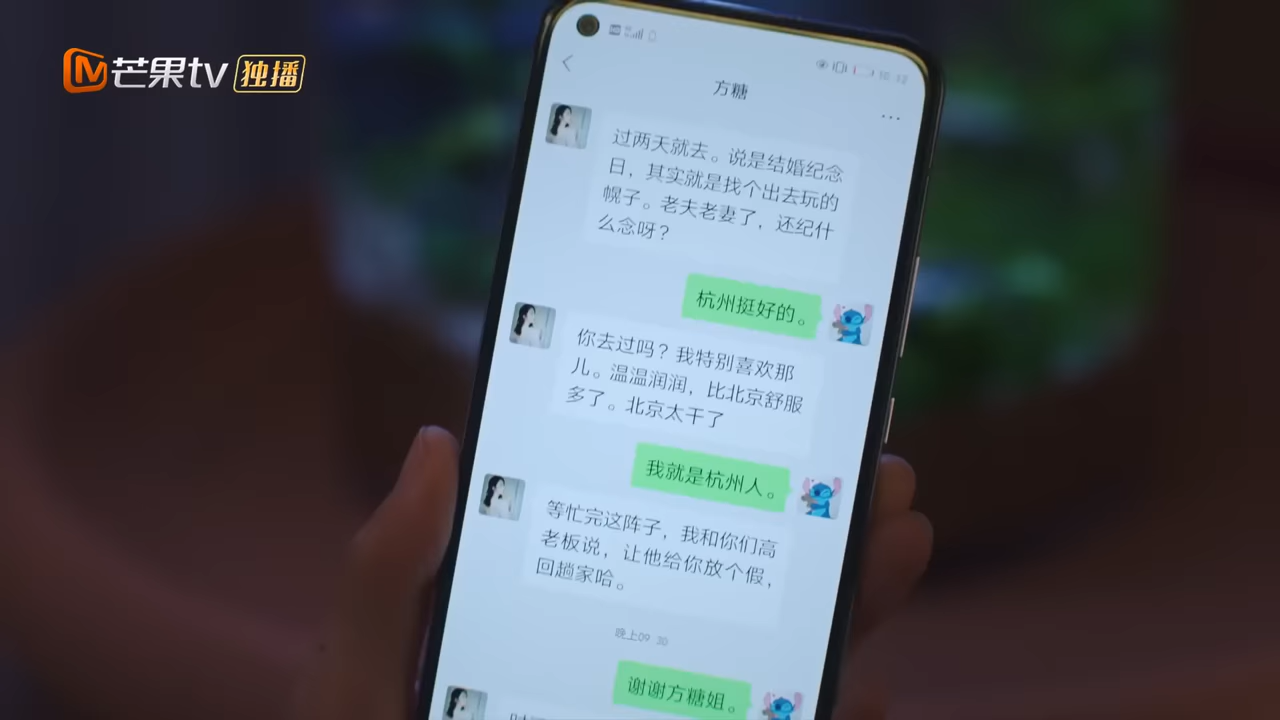 芒果tv 独播
方糖
过两天就去。说是结婚纪念
日，其实就是找个出去玩的
幌子。老夫老妻了，还纪什
么念呀？
杭州挺好的。
你去过吗？我特别喜欢那
儿。温温润润，比北京舒服
多了。北京太干了
我就是杭州人。
等忙完这阵子，我和你们高
老板说，让他给你放个假，
回趟家哈。
晚上09 30
谢谢方糖姐。